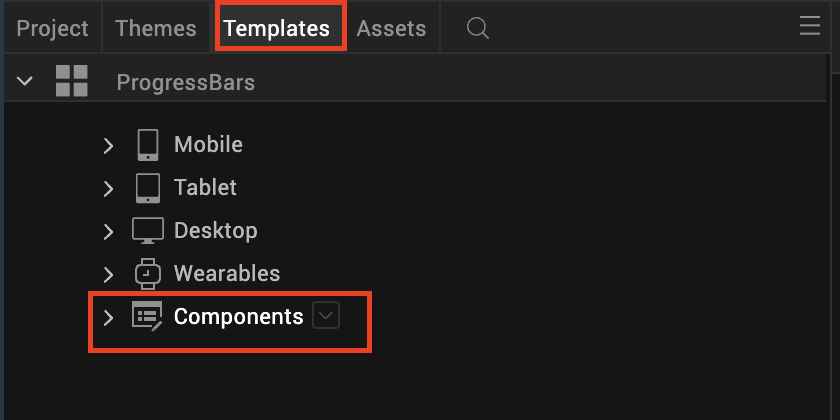 Project Themes Templates Assets
ProgressBars
Mobile
Tablet
Desktop
Wearables
Components